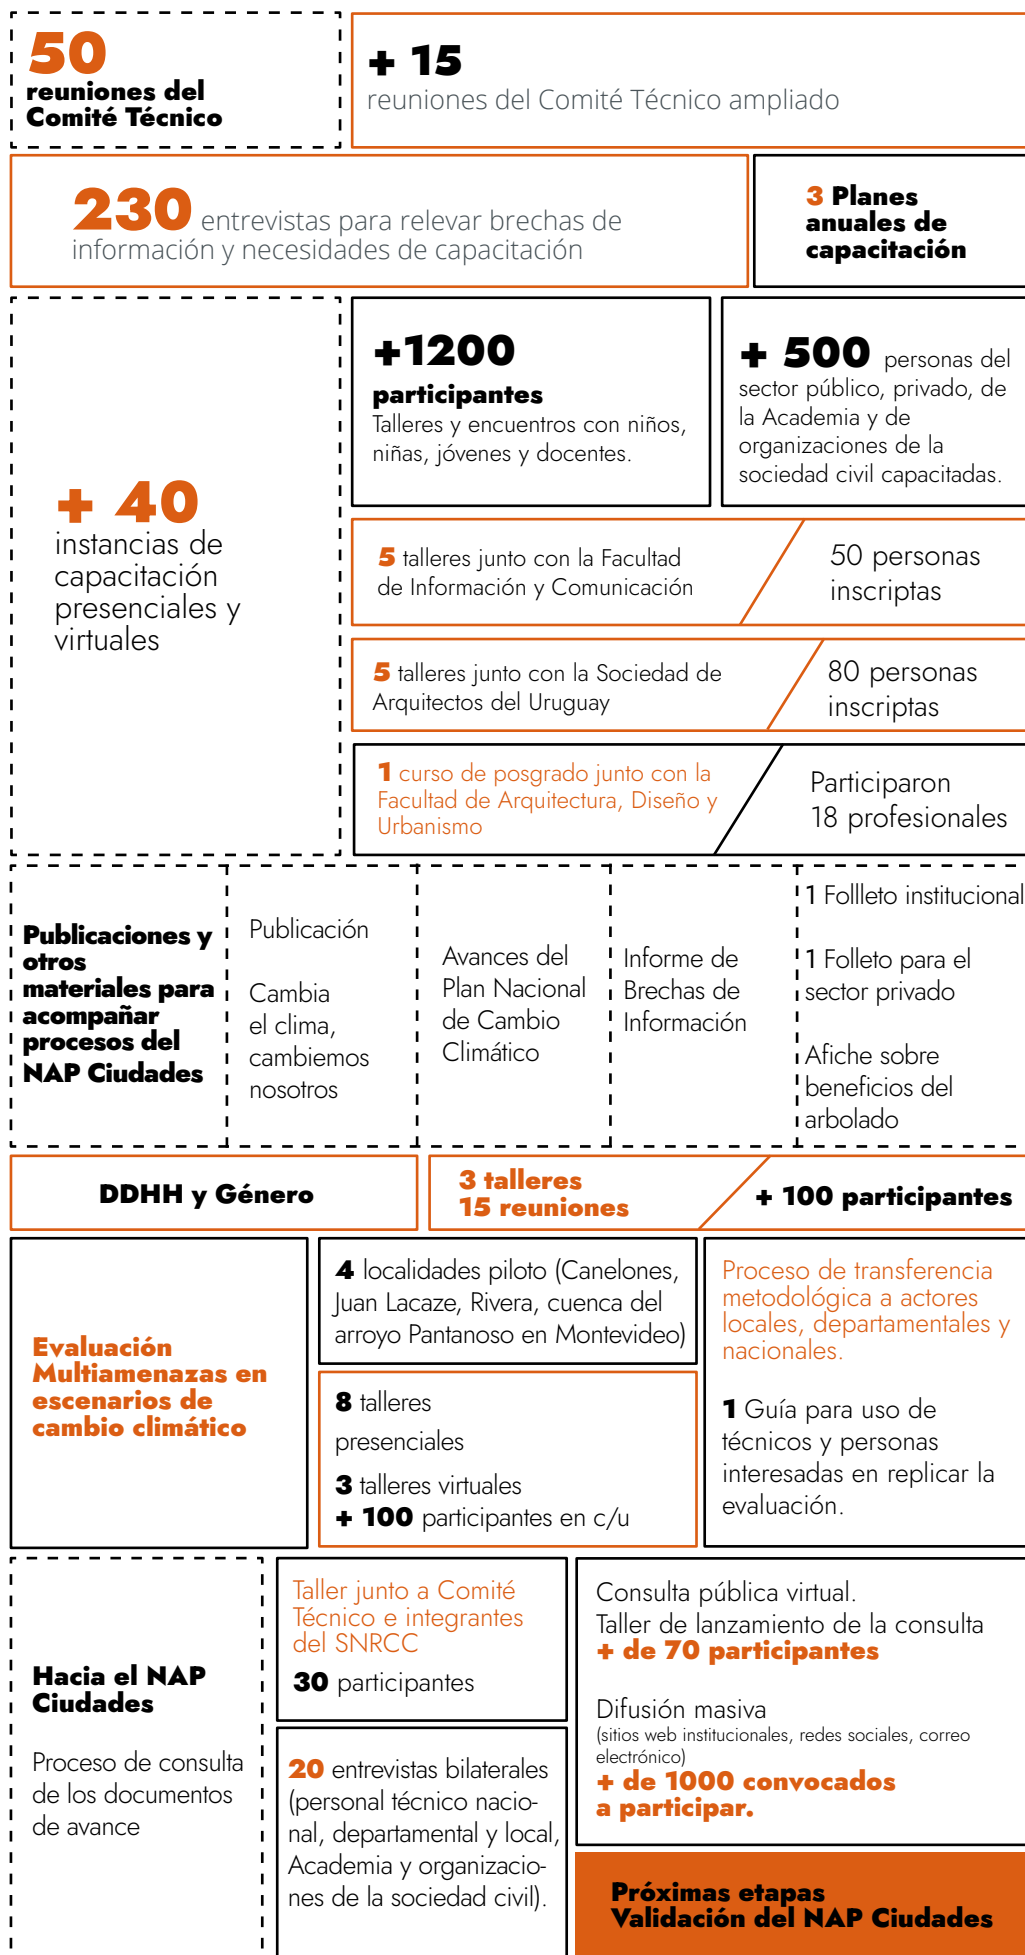 50
reuniones del
Comité Técnico
+ 15
reuniones del Comité Técnico ampliado
230 entrevistas para relevar brechas de
información y necesidades de capacitación
3 Planes
anuales de
capacitación
+ 40
instancias de
capacitación
presenciales y
virtuales
+1200
participantes
Talleres y encuentros con niños,
niñas, jóvenes y docentes.
+ 500 personas del
sector público, privado, de
la Academia y de
organizaciones de la
sociedad civil capacitadas.
5 talleres junto con la Facultad
de Información y Comunicación
50 personas
inscriptas
5 talleres junto con la Sociedad de
Arquitectos del Uruguay
80 personas
inscriptas
1 curso de posgrado junto con la
Facultad de Arquitectura, Diseño y
Urbanismo
Participaron
18 profesionales
Publicaciones y
otros
materiales para
acompañar
procesos del
NAP Ciudades
Publicación
Cambia
el clima,
cambiemos
nosotros
Avances del
Plan Nacional
de Cambio
Climático
Informe de
Brechas de
Información
1 Follleto institucional
1 Folleto para el
sector privado
Afiche sobre
beneficios del
arbolado
DDHH y Género
3 talleres
15 reuniones
+ 100 participantes
Evaluación
Multiamenazas en
escenarios de
cambio climático
4 localidades piloto (Canelones,
Juan Lacaze, Rivera, cuenca del
arroyo Pantanoso en Montevideo)
8 talleres
presenciales
3 talleres virtuales
+ 100 participantes en c/u
Proceso de transferencia
metodológica a actores
locales, departamentales y
nacionales.
1 Guía para uso de
técnicos y personas
interesadas en replicar la
evaluación.
Hacia el NAP
Ciudades
Proceso de consulta
de los documentos
de avance
Taller junto a Comité
Técnico e integrantes
del SNRCC
30 participantes
20 entrevistas bilaterales
(personal técnico nacio-
nal, departamental y local,
Academia y organizacio-
nes de la sociedad civil).
Consulta pública virtual.
Taller de lanzamiento de la consulta
+ de 70 participantes
Difusión masiva
(sitios web institucionales, redes sociales, correo
electrónico)
+ de 1000 convocados
a participar.
Próximas etapas
Validación del NAP Ciudades